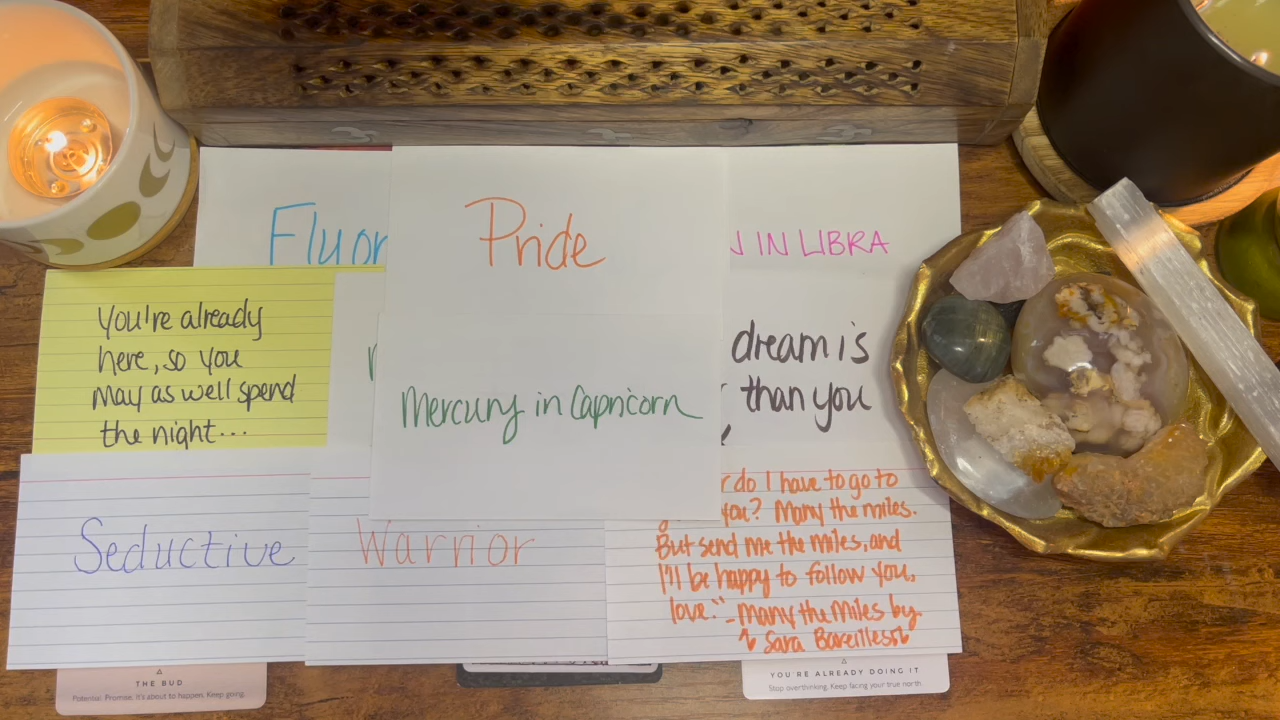 Pride
IN LIBRA
You're already
here, so you
may as well spend
the night...
dream is
than you
Mercury in Capricorn
Seductive
Warrior
do I have to go to
you? Many the miles.
But send me the miles, and
I'll be happy to follow you,
love." - Many the Miles by
Sara Bareilles
THE BUD
Potential. Promise. It's about to happen. Keep going.
YOU'RE ALREADY DOING IT
Stop overthinking. Keep facing your true north